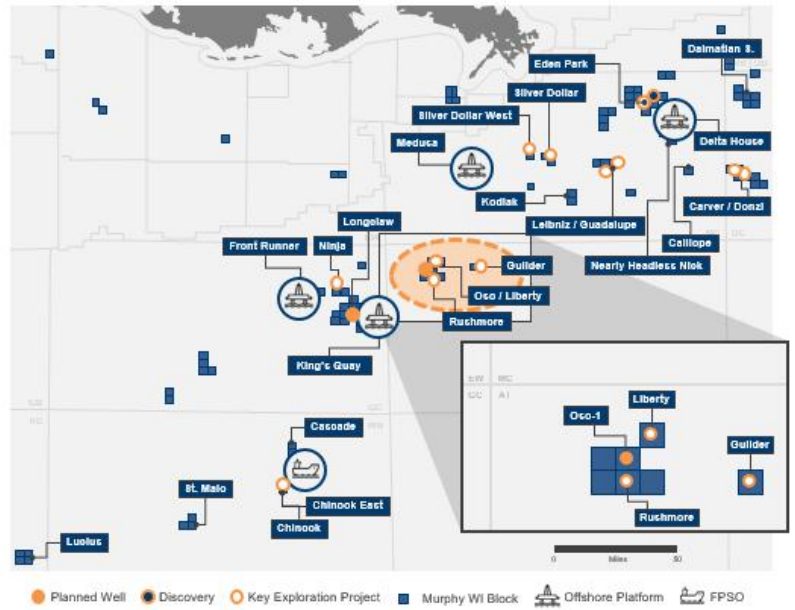 Dalmatian S.
Eden Park
Silver Dollar
Silver Dollar West
Medusa
Delta House
Kodiak
Carver / Donzi
Longclaw
Leibniz / Guadalupe
Front Runner
Ninja
Calliope
Guilder
Nearly Headless Nick
Oso / Liberty
Rushmore
King's Quay
EW MC
GC AT
Liberty
Oso-1
Guilder
Cascade
Rushmore
St. Malo
Chinook East
Chinook
Lucius
0 Miles 50
Planned Well Discovery Key Exploration Project Murphy WI Block Offshore Platform FPSO